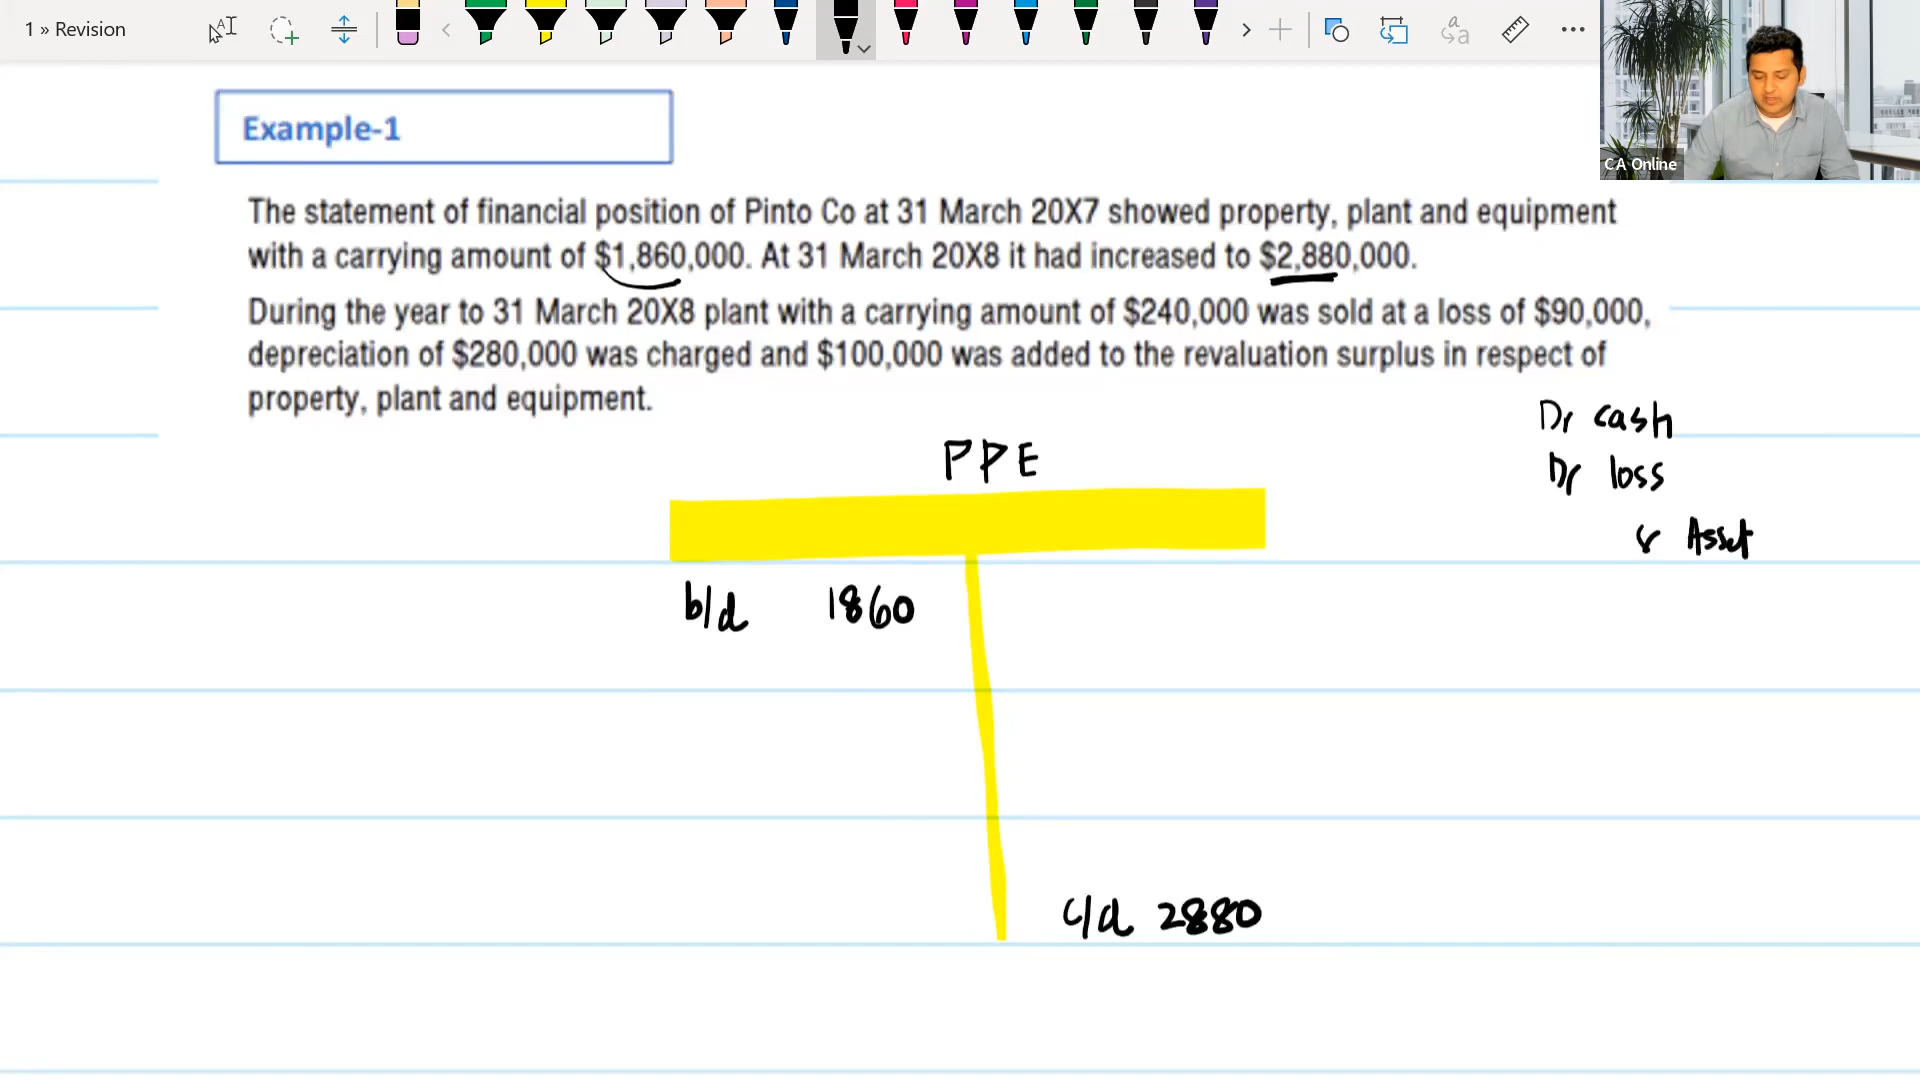 1 » Revision
C A Online
Example-1
The statement of financial position of Pinto Co at 31 March 20X7 showed property, plant and equipment
with a carrying amount of $1,860,000. At 31 March 20X8 it had increased to $2,880,000.
During the year to 31 March 20X8 plant with a carrying amount of $240,000 was sold at a loss of $90,000,
depreciation of $280,000 was charged and $100,000 was added to the revaluation surplus in respect of
property, plant and equipment.
Dr cash
Dr loss
Asset
PPE
b/d 1860
c/d 2880